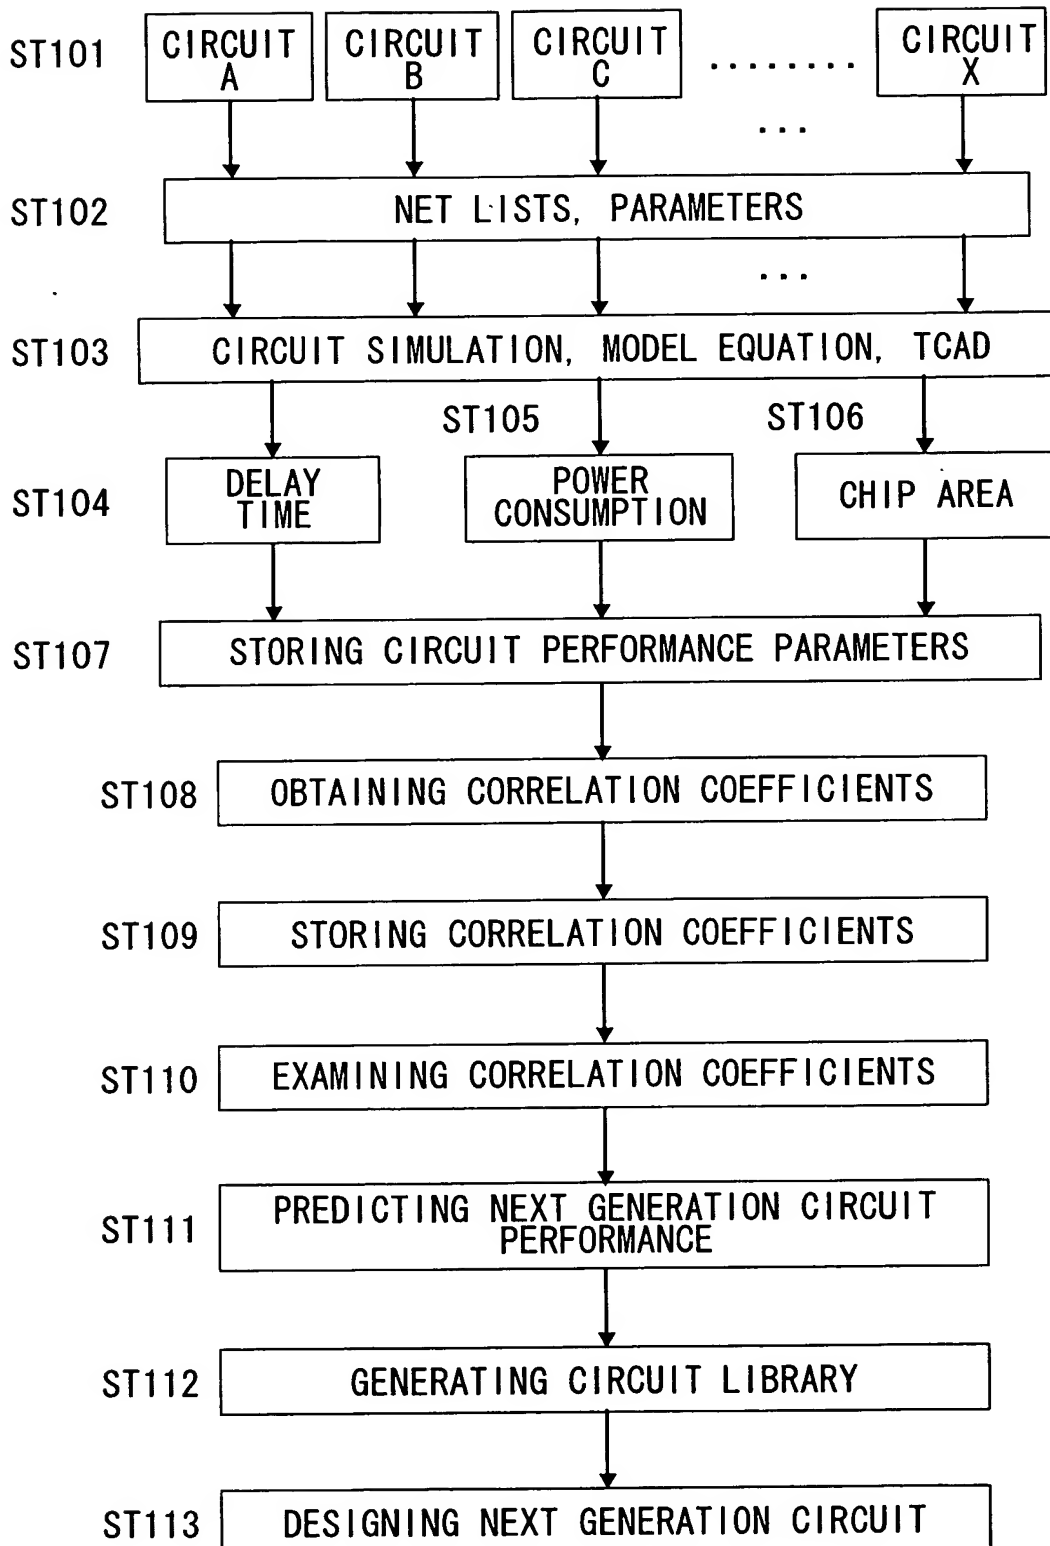 ST101
CIRCUIT
A
CIRCUIT
B
CIRCUIT
C
........
CIRCUIT
X
...
ST102
NET LISTS, PARAMETERS
...
ST103
CIRCUIT SIMULATION, MODEL EQUATION, TCAD
ST105
ST106
ST104
DELAY
TIME
POWER
CONSUMPTION
CHIP AREA
ST107
STORING CIRCUIT PERFORMANCE PARAMETERS
ST108
OBTAINING CORRELATION COEFFICIENTS
ST109
STORING CORRELATION COEFFICIENTS
ST110
EXAMINING CORRELATION COEFFICIENTS
ST111
PREDICTING NEXT GENERATION CIRCUIT
PERFORMANCE
ST112
GENERATING CIRCUIT LIBRARY
ST113
DESIGNING NEXT GENERATION CIRCUIT